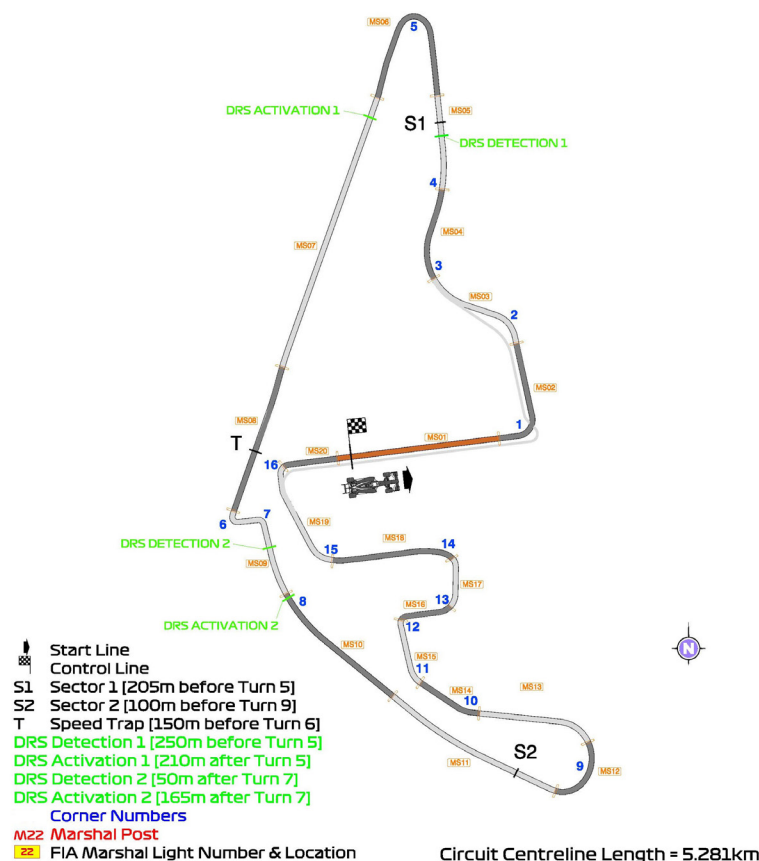 MS06
5
DRS ACTIVATION 1
MS05
S1
DRS DETECTION 1
4
MS04
3
MS07
MS03
2
MS02
1
MS01
MS08
MS20
T
16
6
7
MS19
MS18
14
DRS DETECTION 2
15
MS09
MS17
8
MS16
13
DRS ACTIVATION 2
12
MS10
MS15
11
N
MS14
10
MS13
S2
MS11
9
MS12
Start Line
Control Line
S1 Sector 1 [205m before Turn 5]
S2 Sector 2 [100m before Turn 9]
T Speed Trap [150m before Turn 6]
DRS Detection 1 [250m before Turn 5]
DRS Activation 1 [210m after Turn 5]
DRS Detection 2 [50m after Turn 7]
DRS Activation 2 [165m after Turn 7]
Corner Numbers
M22 Marshal Post
22 FIA Marshal Light Number & Location
Circuit Centreline Length = 5.281km